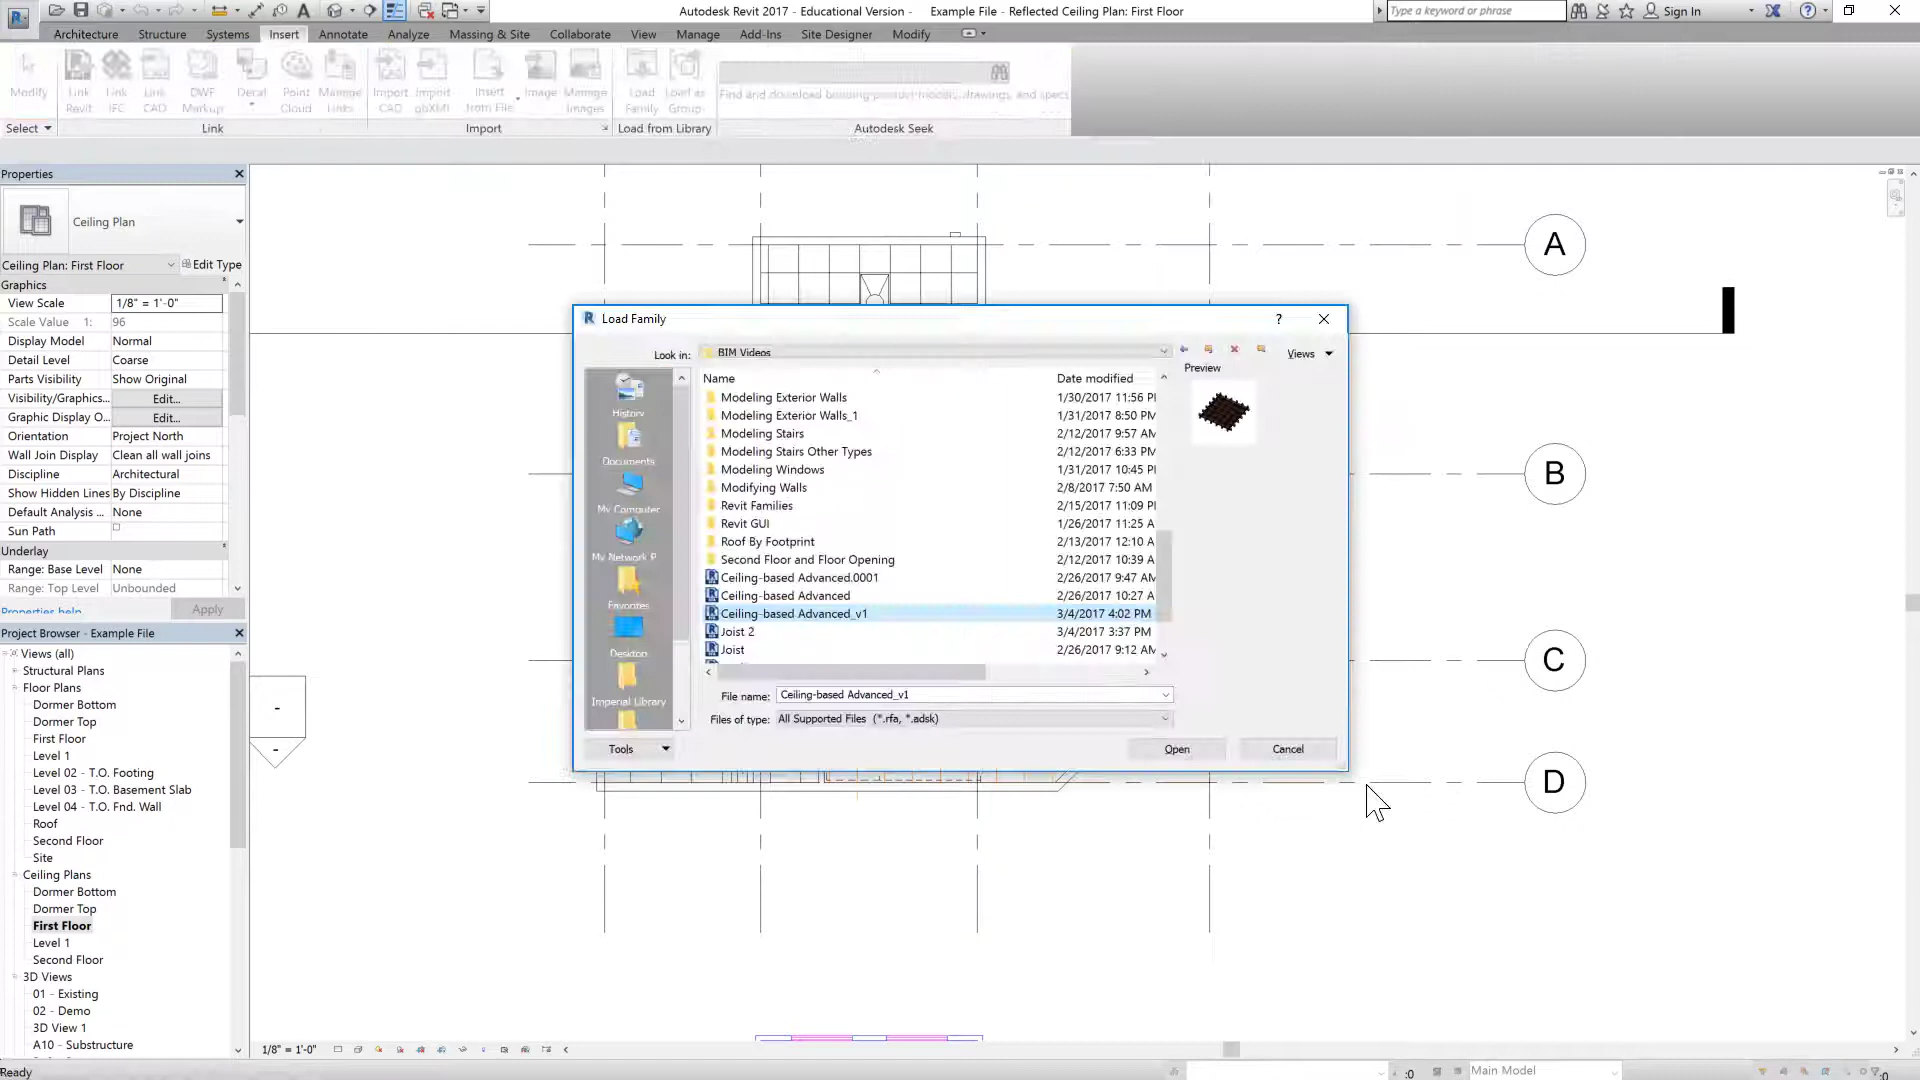 Autodesk Revit 2017 - Educational Version - Example File - Reflected Ceiling Plan: First Floor
Type a keyword or phrase
Sign In
Architecture Structure Systems Insert Annotate Analyze Massing & Site Collaborate View Manage Add-Ins Site Designer Modify
Modify
Link Revit
Link IFC
Link CAD
DWF Markup
Decal
Point Cloud
Manage Links
Import CAD
Import gbXML
Insert from File
Image
Manage Images
Load Family
Load as Group
Find and download building product models, drawings, and specs
Select
Link
Import
Load from Library
Autodesk Seek
Properties
Ceiling Plan
Ceiling Plan: First Floor
Edit Type
Graphics
View Scale 1/8" = 1'-0"
Scale Value 1: 96
Display Model Normal
Detail Level Coarse
Parts Visibility Show Original
Visibility/Graphics... Edit...
Graphic Display O... Edit...
Orientation Project North
Wall Join Display Clean all wall joins
Discipline Architectural
Show Hidden Lines By Discipline
Default Analysis ... None
Sun Path
Underlay
Range: Base Level None
Range: Top Level Unbounded
Properties help
Apply
Project Browser - Example File
Views (all)
Structural Plans
Floor Plans
Dormer Bottom
Dormer Top
First Floor
Level 1
Level 02 - T.O. Footing
Level 03 - T.O. Basement Slab
Level 04 - T.O. Fnd. Wall
Roof
Second Floor
Site
Ceiling Plans
Dormer Bottom
Dormer Top
First Floor
Level 1
Second Floor
3D Views
01 - Existing
02 - Demo
3D View 1
A10 - Substructure
A
B
C
D
Load Family
?
Look in: BIM Videos
Views
Preview
Name Date modified
Modeling Exterior Walls 1/30/2017 11:56 P
Modeling Exterior Walls_1 1/31/2017 8:50 PM
Modeling Stairs 2/12/2017 9:57 AM
Modeling Stairs Other Types 2/12/2017 6:33 PM
Modeling Windows 1/31/2017 10:45 P
Modifying Walls 2/8/2017 7:50 AM
Revit Families 2/15/2017 11:09 P
Revit GUI 1/26/2017 11:25 A
Roof By Footprint 2/13/2017 12:10 A
Second Floor and Floor Opening 2/12/2017 10:39 A
Ceiling-based Advanced.0001 2/26/2017 9:47 AM
Ceiling-based Advanced 2/26/2017 10:27 A
Ceiling-based Advanced_v1 3/4/2017 4:02 PM
Joist 2 3/4/2017 3:37 PM
Joist 2/26/2017 9:12 AM
History
Documents
My Computer
My Network P
Favorites
Desktop
Imperial Library
File name: Ceiling-based Advanced_v1
Files of type: All Supported Files (*.rfa, *.adsk)
Tools
Open
Cancel
1/8" = 1'-0"
Ready
:0
Main Model
:0